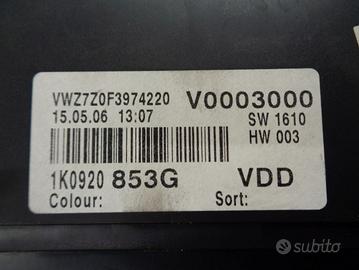 VWZ7Z0F3974220 V0003000
15.05.06 13:07 SW 1610
HW 003
1K0920 853G VDD
Colour: Sort:
subito